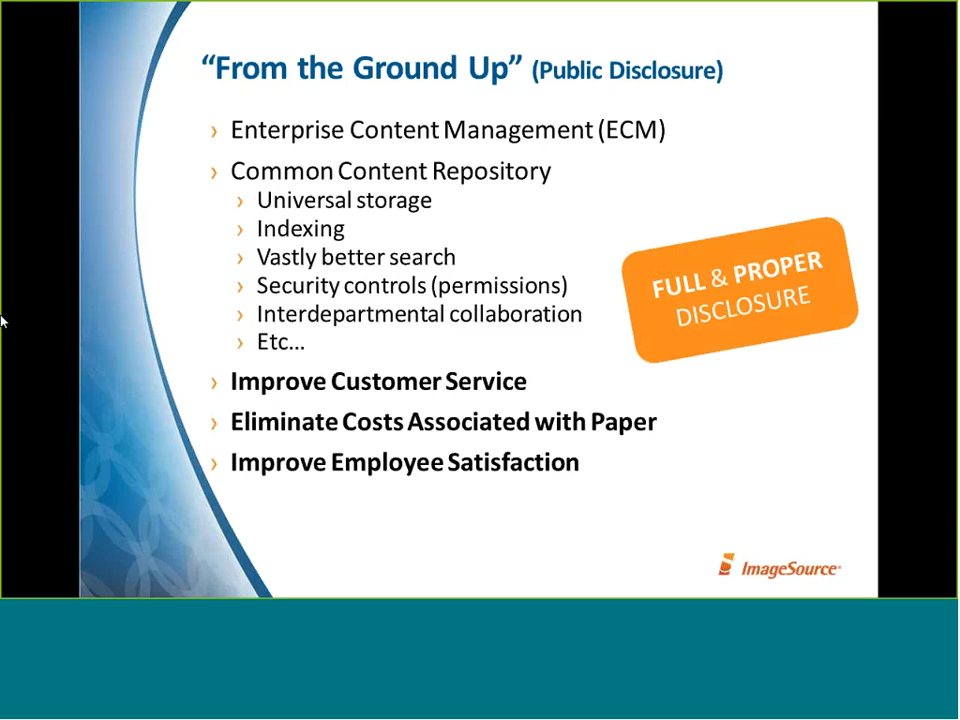 “From the Ground Up” (Public Disclosure)
› Enterprise Content Management (ECM)
› Common Content Repository
› Universal storage
› Indexing
› Vastly better search
› Security controls (permissions)
› Interdepartmental collaboration
› Etc...
FULL & PROPER
DISCLOSURE
› Improve Customer Service
› Eliminate Costs Associated with Paper
› Improve Employee Satisfaction
ImageSource